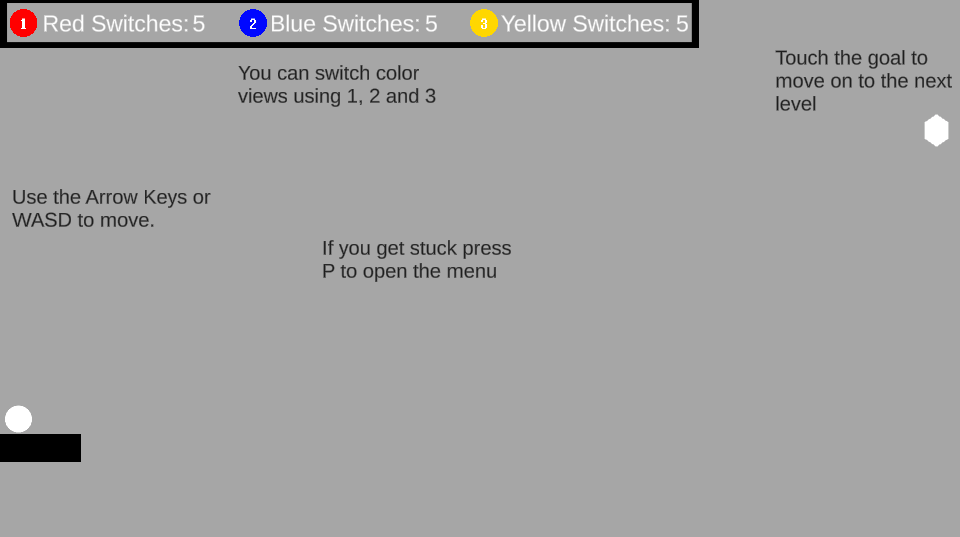 1 Red Switches: 5 2 Blue Switches: 5 3 Yellow Switches: 5
You can switch color
views using 1, 2 and 3
Touch the goal to
move on to the next
level
Use the Arrow Keys or
WASD to move.
If you get stuck press
P to open the menu